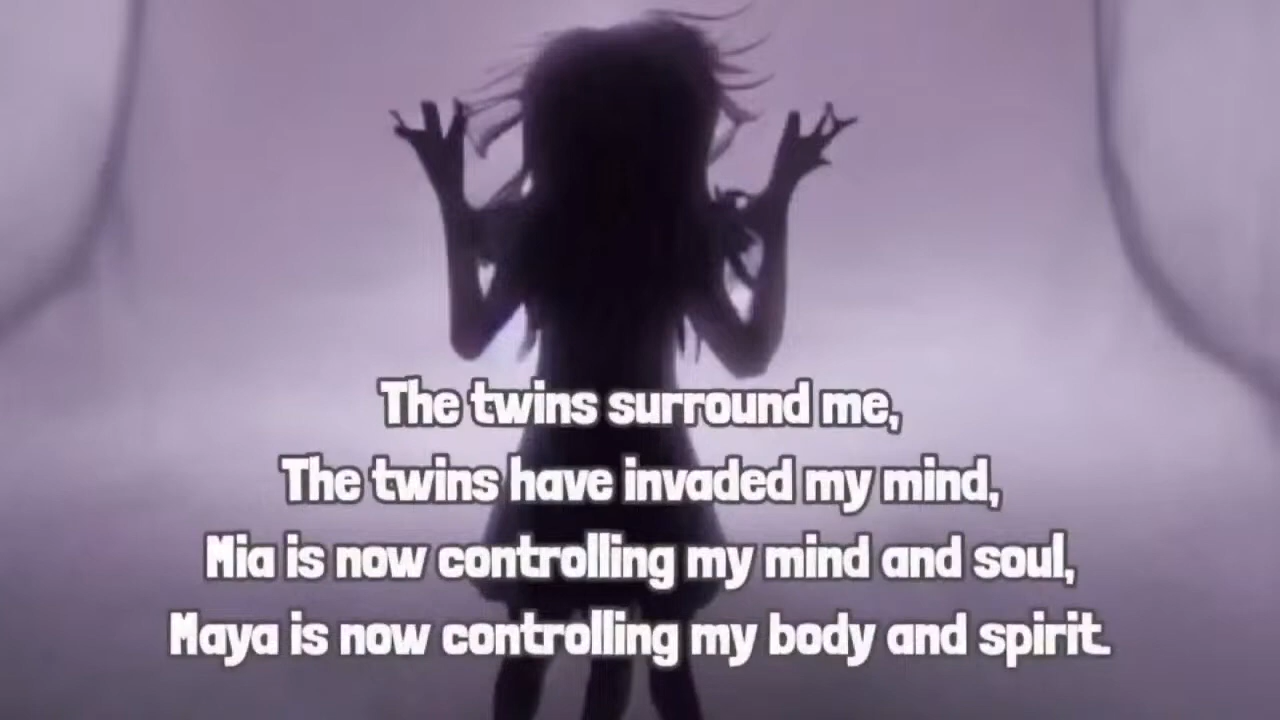 The twins surround me,
The twins have invaded my mind,
Mia is now controlling my mind and soul,
Maya is now controlling my body and spirit.